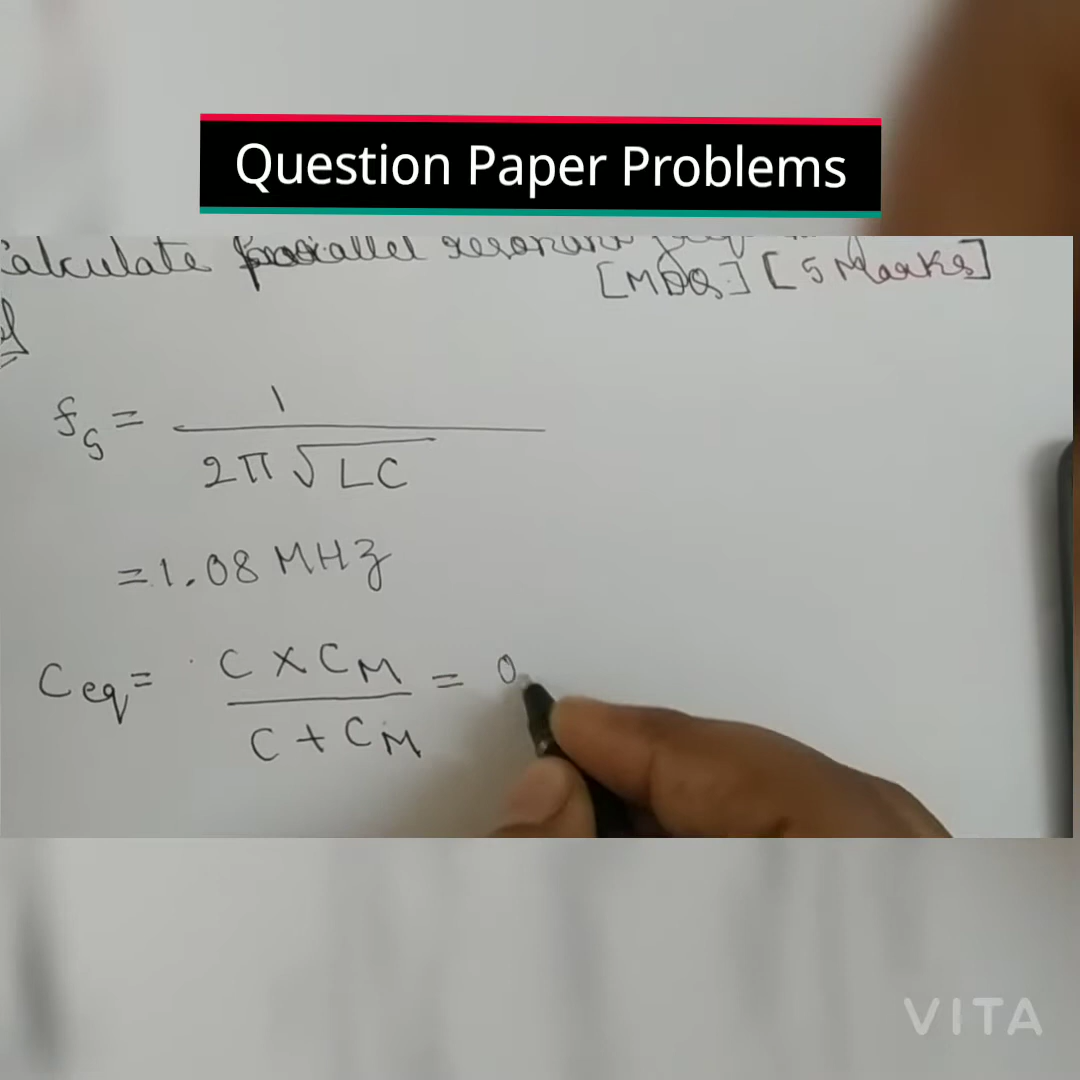 Question Paper Problems
Calculate parallel resonant
[MDQ.] [5 Marks]
fs = 1 / 2π√LC
= 1.08 MHz
Ceq = C × CM / C + CM = 0
VITA